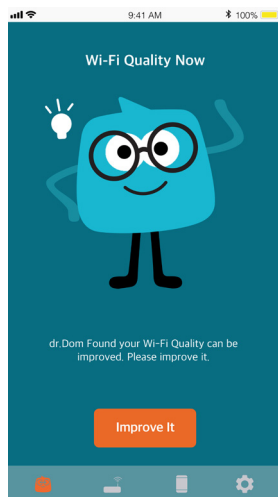 9:41 AM 100%
Wi-Fi Quality Now
dr.Dom Found your Wi-Fi Quality can be
improved. Please improve it.
Improve It